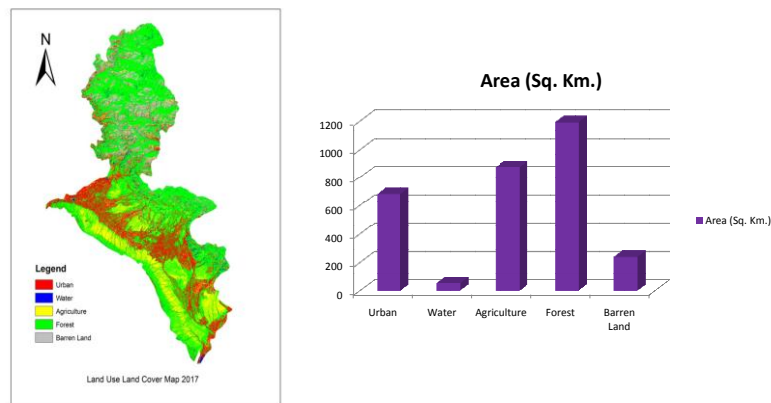 N
Legend
Urban
Water
Agriculture
Forest
Barren Land
Land Use Land Cover Map 2017
Area (Sq. Km.)
1200
1000
800
600
400
200
0
Urban
Water
Agriculture
Forest
Barren
Land
Area (Sq. Km.)